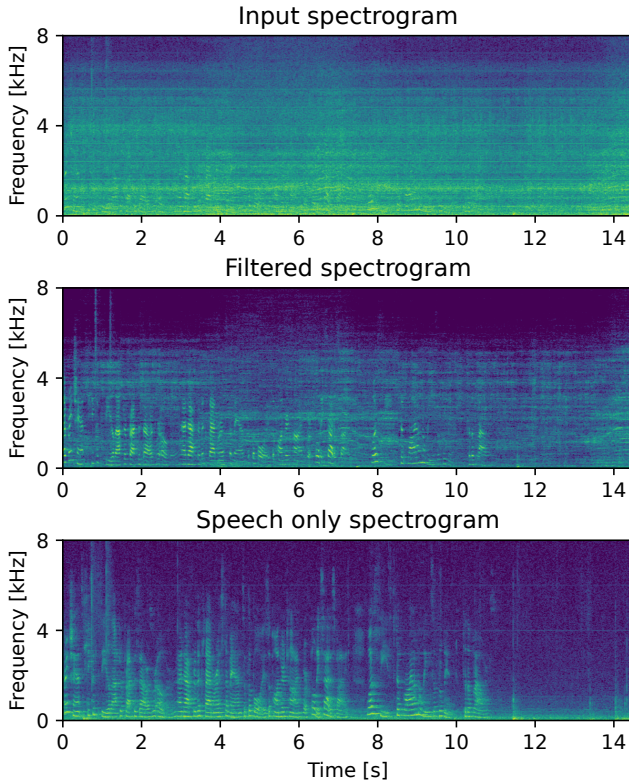 Input spectrogram
Frequency [kHz]
8
4
0
0 2 4 6 8 10 12 14
Filtered spectrogram
Frequency [kHz]
8
4
0
0 2 4 6 8 10 12 14
Speech only spectrogram
Frequency [kHz]
8
4
0
0 2 4 6 8 10 12 14
Time [s]